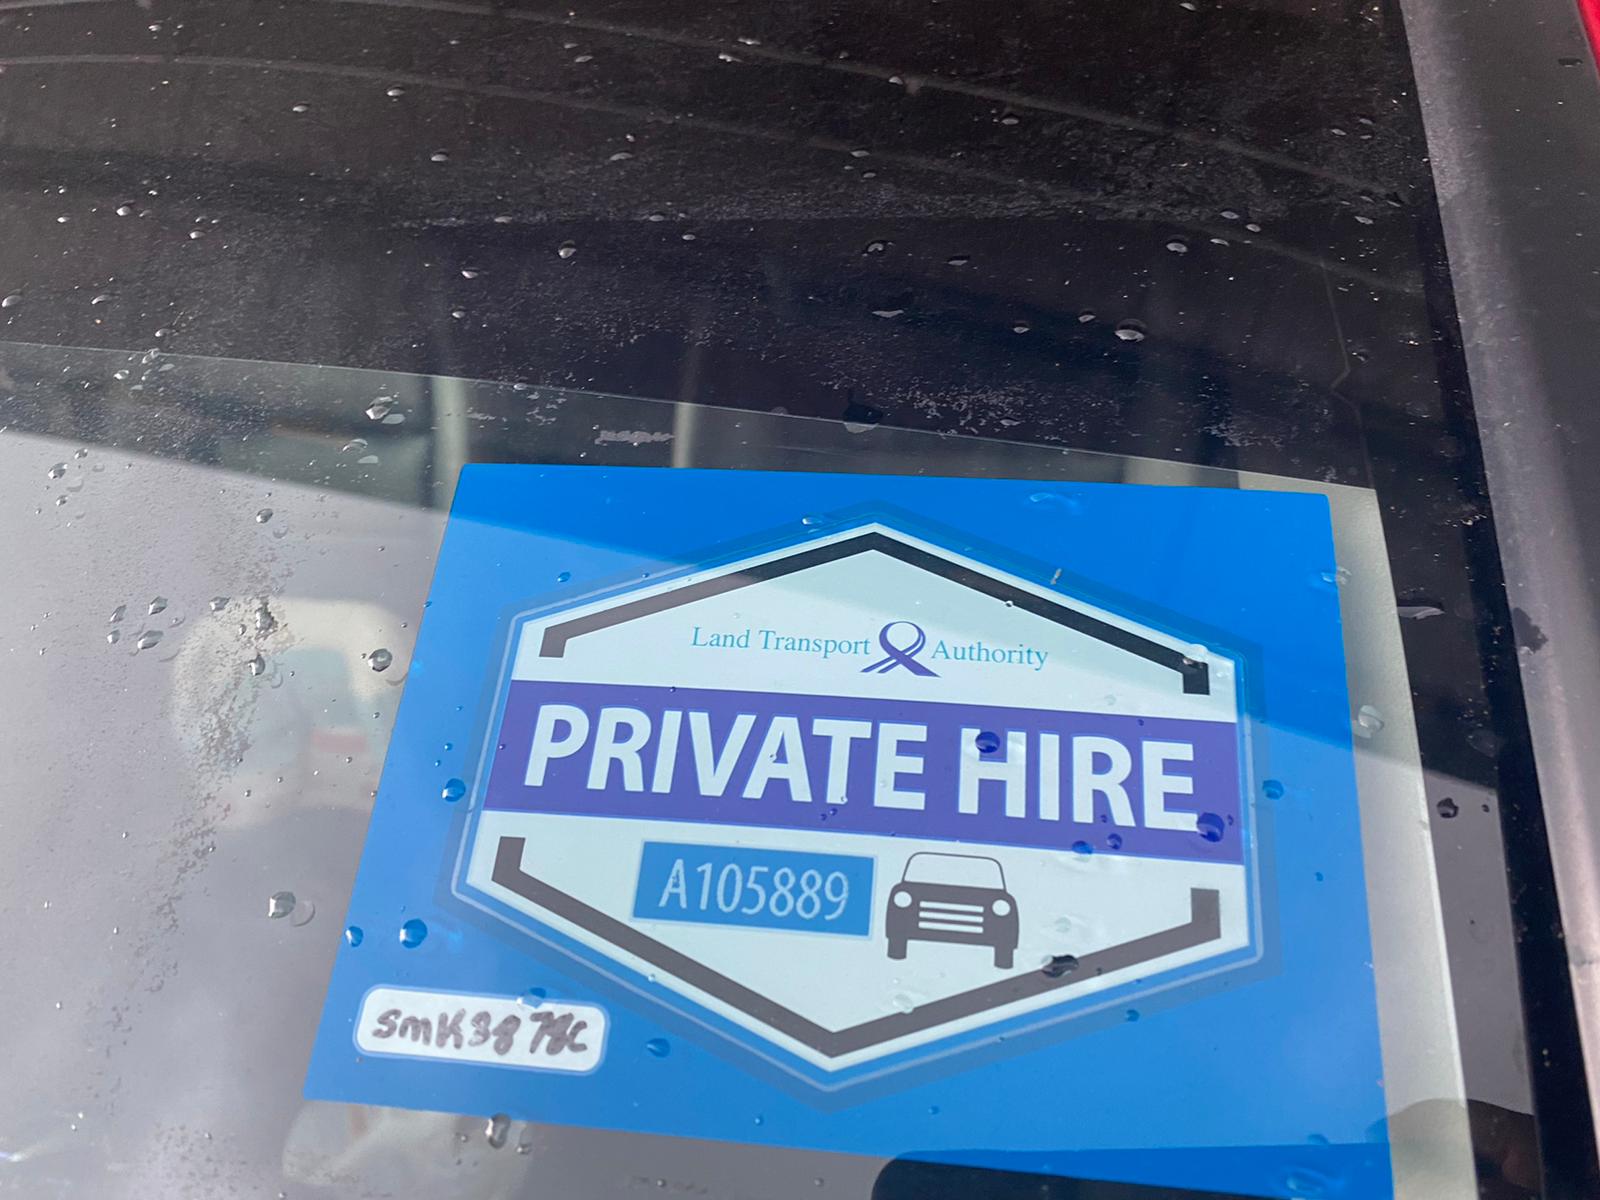 Land Transport Authority
PRIVATE HIRE
A105889
SMK3878C